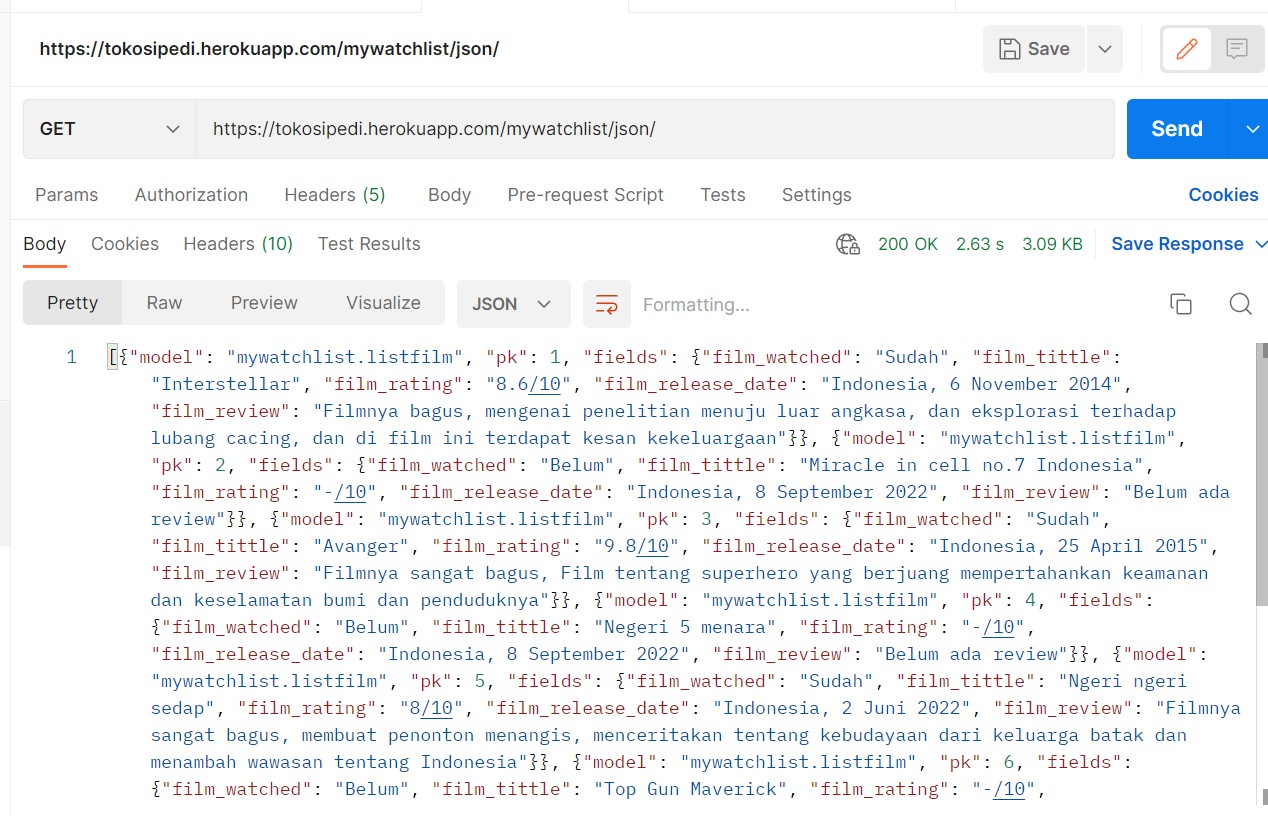 https://tokosipedi.herokuapp.com/mywatchlist/json/
Save
GET
https://tokosipedi.herokuapp.com/mywatchlist/json/
Send
Params Authorization Headers (5) Body Pre-request Script Tests Settings Cookies
Body Cookies Headers (10) Test Results 200 OK 2.63 s 3.09 KB Save Response
Pretty Raw Preview Visualize JSON Formatting...
1 [{"model": "mywatchlist.listfilm", "pk": 1, "fields": {"film_watched": "Sudah", "film_tittle":
"Interstellar", "film_rating": "8.6/10", "film_release_date": "Indonesia, 6 November 2014",
"film_review": "Filmnya bagus, mengenai penelitian menuju luar angkasa, dan eksplorasi terhadap
lubang cacing, dan di film ini terdapat kesan kekeluargaan"}}, {"model": "mywatchlist.listfilm",
"pk": 2, "fields": {"film_watched": "Belum", "film_tittle": "Miracle in cell no.7 Indonesia",
"film_rating": "-/10", "film_release_date": "Indonesia, 8 September 2022", "film_review": "Belum ada
review"}}, {"model": "mywatchlist.listfilm", "pk": 3, "fields": {"film_watched": "Sudah",
"film_tittle": "Avanger", "film_rating": "9.8/10", "film_release_date": "Indonesia, 25 April 2015",
"film_review": "Filmnya sangat bagus, Film tentang superhero yang berjuang mempertahankan keamanan
dan keselamatan bumi dan penduduknya"}}, {"model": "mywatchlist.listfilm", "pk": 4, "fields":
{"film_watched": "Belum", "film_tittle": "Negeri 5 menara", "film_rating": "-/10",
"film_release_date": "Indonesia, 8 September 2022", "film_review": "Belum ada review"}}, {"model":
"mywatchlist.listfilm", "pk": 5, "fields": {"film_watched": "Sudah", "film_tittle": "Ngeri ngeri
sedap", "film_rating": "8/10", "film_release_date": "Indonesia, 2 Juni 2022", "film_review": "Filmnya
sangat bagus, membuat penonton menangis, menceritakan tentang kebudayaan dari keluarga batak dan
menambah wawasan tentang Indonesia"}}, {"model": "mywatchlist.listfilm", "pk": 6, "fields":
{"film_watched": "Belum", "film_tittle": "Top Gun Maverick", "film_rating": "-/10",